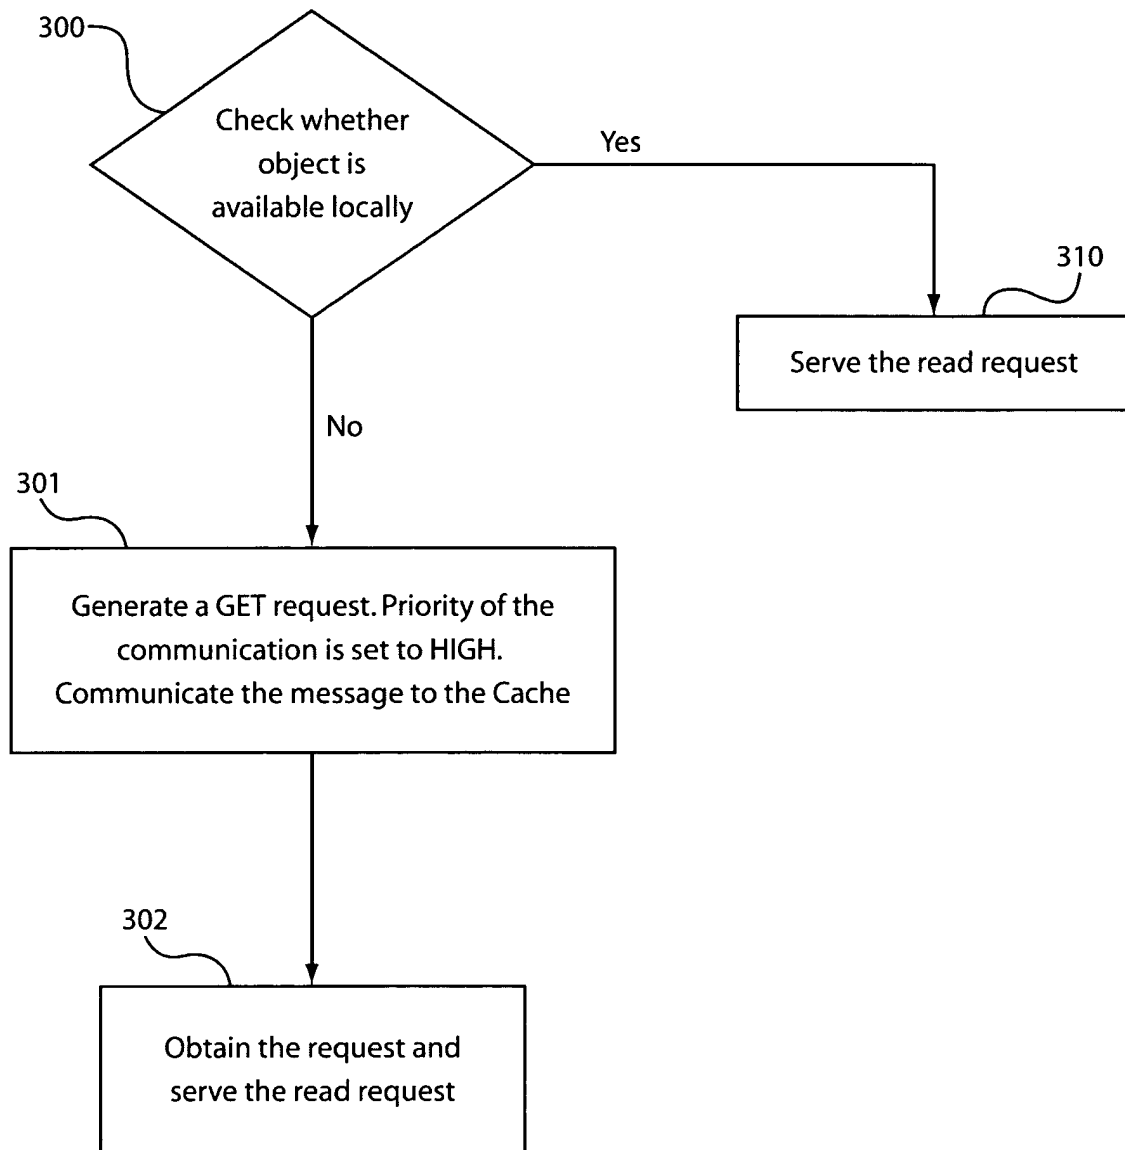 300
Check whether
object is
available locally
Yes
310
Serve the read request
No
301
Generate a GET request. Priority of the
communication is set to HIGH.
Communicate the message to the Cache
302
Obtain the request and
serve the read request